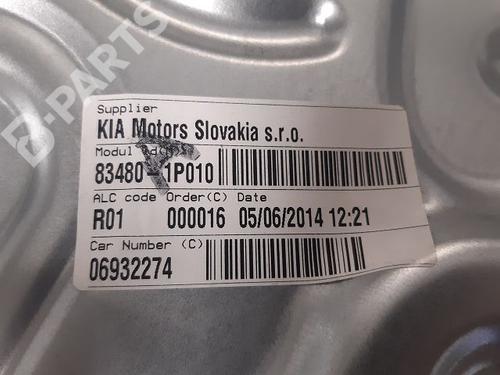 B-PARTS
Supplier
KIA Motors Slovakia s.r.o.
Modul
83480-1P010
ALC code Order(C) Date
R01 000016 05/06/2014 12:21
Car Number (C)
06932274